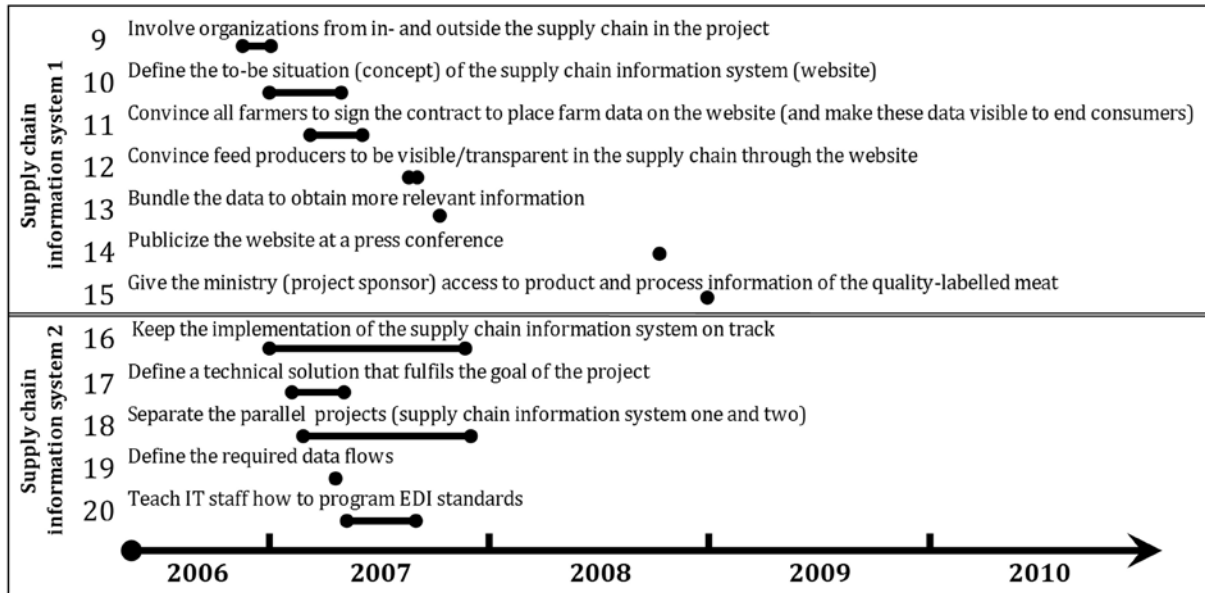 Supply chain
information system 1
9 Involve organizations from in- and outside the supply chain in the project
10 Define the to-be situation (concept) of the supply chain information system (website)
11 Convince all farmers to sign the contract to place farm data on the website (and make these data visible to end consumers)
12 Convince feed producers to be visible/transparent in the supply chain through the website
13 Bundle the data to obtain more relevant information
14 Publicize the website at a press conference
15 Give the ministry (project sponsor) access to product and process information of the quality-labelled meat
Supply chain
information system 2
16 Keep the implementation of the supply chain information system on track
17 Define a technical solution that fulfils the goal of the project
18 Separate the parallel projects (supply chain information system one and two)
19 Define the required data flows
20 Teach IT staff how to program EDI standards
2006 2007 2008 2009 2010